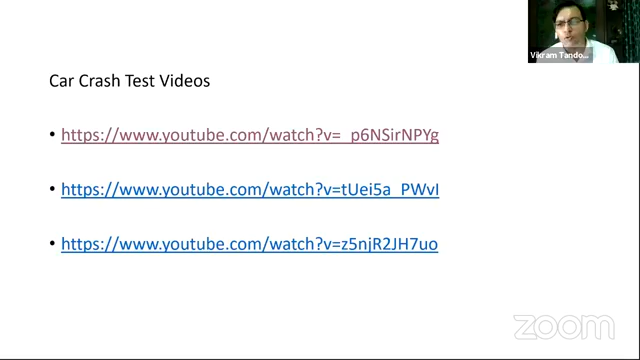 Vikram Tando...
Car Crash Test Videos
• https://www.youtube.com/watch?v=_p6NSirNPYg
• https://www.youtube.com/watch?v=tUei5a_PWvI
• https://www.youtube.com/watch?v=z5njR2JH7uo
zoom